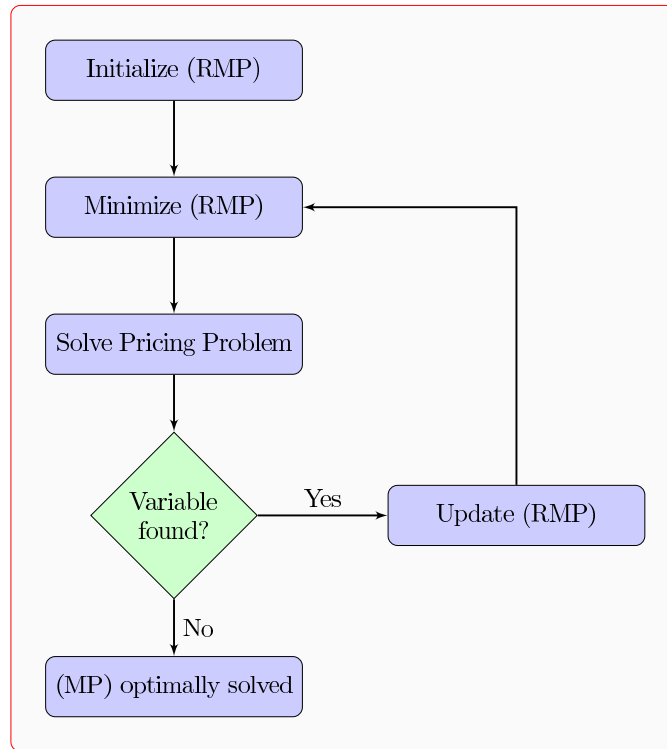 Initialize (RMP)
Minimize (RMP)
Solve Pricing Problem
Variable
found?
Yes
Update (RMP)
No
(MP) optimally solved